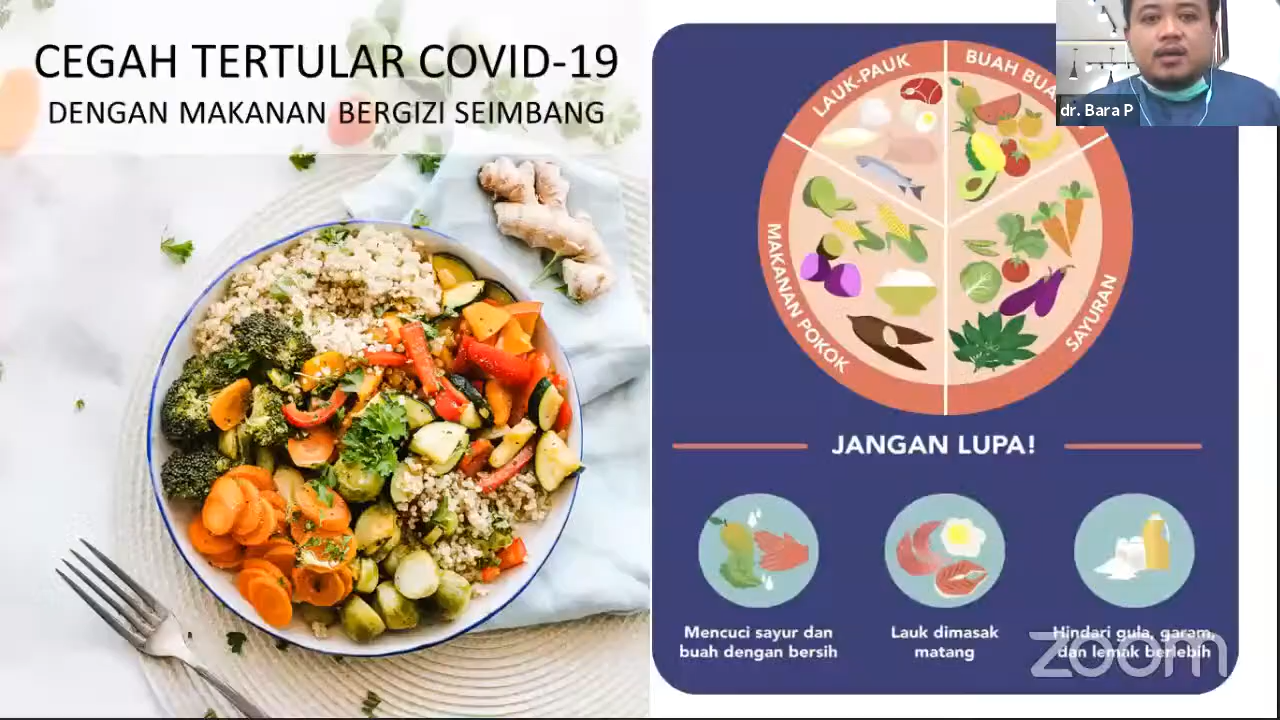 CEGAH TERTULAR COVID-19
DENGAN MAKANAN BERGIZI SEIMBANG
LAUK-PAUK
BUAH
dr. Bara P
MAKANAN POKOK
SAYURAN
JANGAN LUPA!
Mencuci sayur dan
buah dengan bersih
Lauk dimasak
matang
Hindari gula, garam,
dan lemak berlebih
zoom